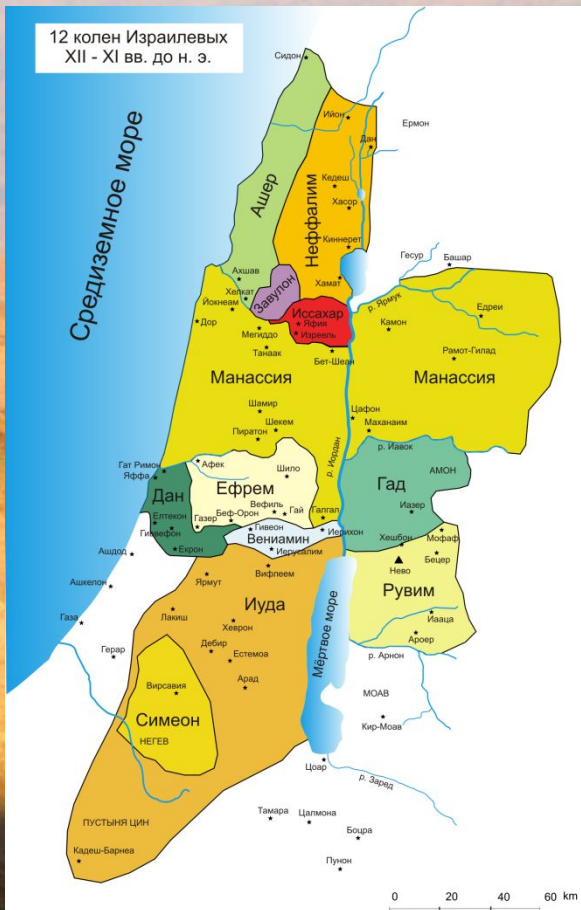 12 колен Израилевых
XII - XI вв. до н. э.
Сидон
Средиземное море
Ийон
Ермон
Дан
Ашер
Неффалим
Кедеш
Хасор
Киннерет
Гесур
Башар
Ахшав
Хелкат
Завулон
Хамат
Йокнеам
р. Ярмук
Едреи
Дор
Иссахар
Яфия
Изреель
Мегиддо
Камон
Танаак
Бет-Шеан
Рамот-Гилад
Манассия
Манассия
Шамир
Шекем
Пиратон
Цафон
Маханаим
р. Иордан
р. Иавок
Гат Римон
Яффа
Афек
Шило
АМОН
Дан
Ефрем
Гад
Елтекон
Гиввефон
Газер
Беф-Орон
Вефиль
Гай
Галгал
Иазер
Гивеон
Иерихон
Вениамин
Иерусалим
Екрон
Хешбон
Мофаф
Бецер
Ашдод
Вифлеем
Нево
Ярмут
Ашкелон
Иуда
Рувим
Газа
Лакиш
Хеврон
Иааца
Мёртвое море
Ароер
Герар
Дебир
Естемоа
р. Арнон
Арад
Вирсавия
МОАВ
Симеон
Кир-Моав
НЕГЕВ
Цоар
р. Заред
ПУСТЫНЯ ЦИН
Тамара
Цалмона
Боцра
Кадеш-Барнеа
Пунон
0 20 40 60 km